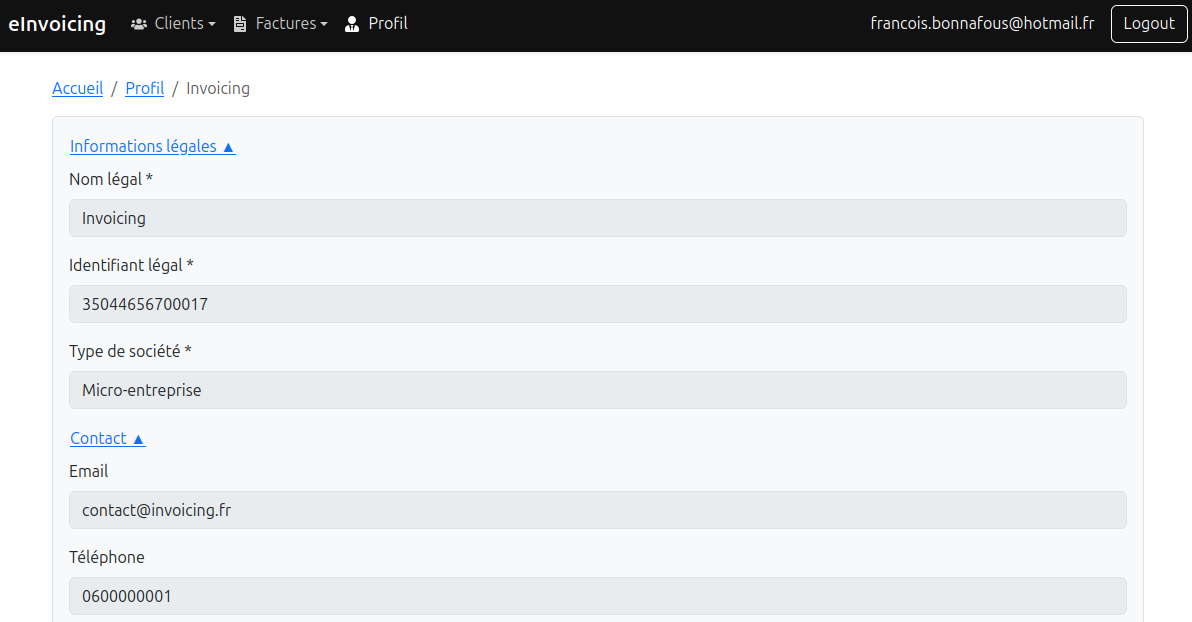 eInvoicing Clients Factures Profil francois.bonnafous@hotmail.fr Logout
Accueil / Profil / Invoicing
Informations légales ▲
Nom légal *
Invoicing
Identifiant légal *
35044656700017
Type de société *
Micro-entreprise
Contact ▲
Email
contact@invoicing.fr
Téléphone
0600000001